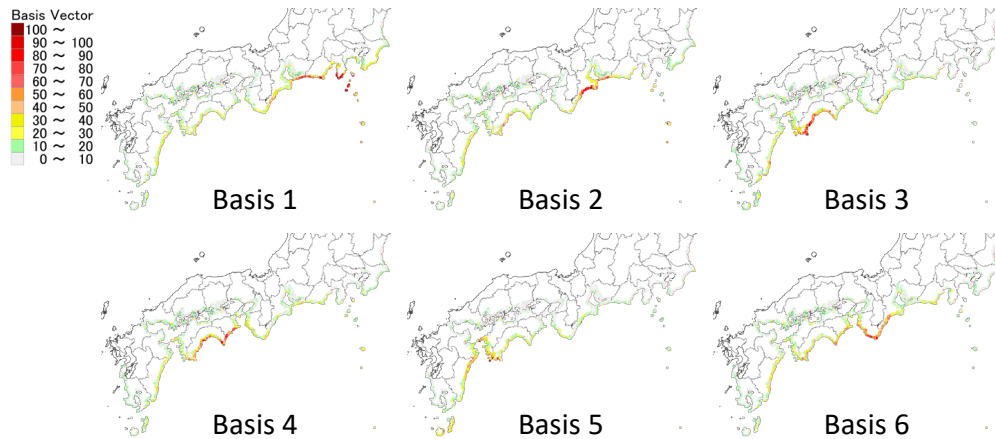 Basis Vector
100 ～
90 ～ 100
80 ～ 90
70 ～ 80
60 ～ 70
50 ～ 60
40 ～ 50
30 ～ 40
20 ～ 30
10 ～ 20
0 ～ 10
Basis 1
Basis 2
Basis 3
Basis 4
Basis 5
Basis 6